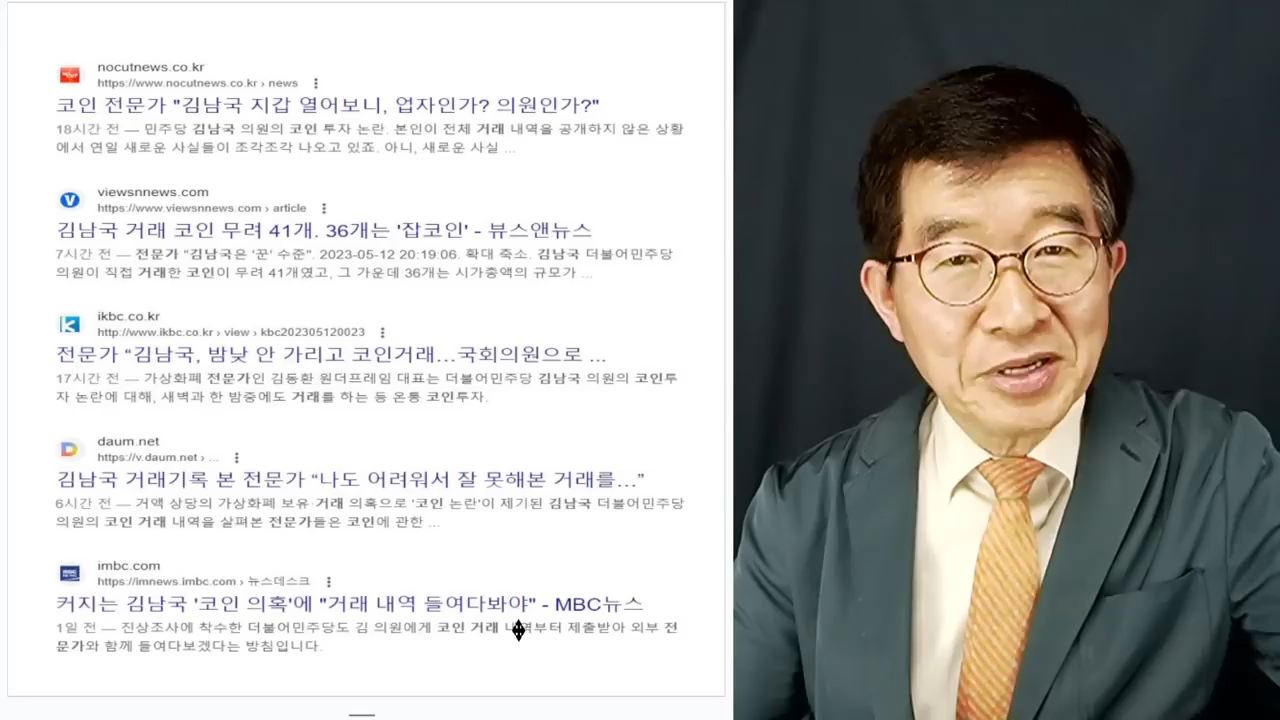 nocutnews.co.kr
https://www.nocutnews.co.kr › news
코인 전문가 "김남국 지갑 열어보니, 업자인가? 의원인가?"
18시간 전 — 민주당 김남국 의원의 코인 투자 논란. 본인이 전체 거래 내역을 공개하지 않은 상황
에서 연일 새로운 사실들이 조각조각 나오고 있죠. 아니, 새로운 사실 ...
viewsnnews.com
https://www.viewsnnews.com › article
김남국 거래 코인 무려 41개. 36개는 '잡코인' - 뷰스앤뉴스
7시간 전 — 전문가 "김남국은 '꾼' 수준". 2023-05-12 20:19:06. 확대 축소. 김남국 더불어민주당
의원이 직접 거래한 코인이 무려 41개였고, 그 가운데 36개는 시가총액의 규모가 ...
ikbc.co.kr
http://www.ikbc.co.kr › view › kbc202305120023
전문가 “김남국, 밤낮 안 가리고 코인거래...국회의원으로 ...
17시간 전 — 가상화폐 전문가인 김동환 원더프레임 대표는 더불어민주당 김남국 의원의 코인투
자 논란에 대해, 새벽과 한 밤중에도 거래를 하는 등 온통 코인투자.
daum.net
https://v.daum.net › ...
김남국 거래기록 본 전문가 “나도 어려워서 잘 못해본 거래를...”
6시간 전 — 거액 상당의 가상화폐 보유·거래 의혹으로 '코인 논란'이 제기된 김남국 더불어민주당
의원의 코인 거래 내역을 살펴본 전문가들은 코인에 관한 ...
imbc.com
https://imnews.imbc.com › 뉴스데스크
커지는 김남국 '코인 의혹'에 "거래 내역 들여다봐야" - MBC뉴스
1일 전 — 진상조사에 착수한 더불어민주당도 김 의원에게 코인 거래 내역부터 제출받아 외부 전
문가와 함께 들여다보겠다는 방침입니다.